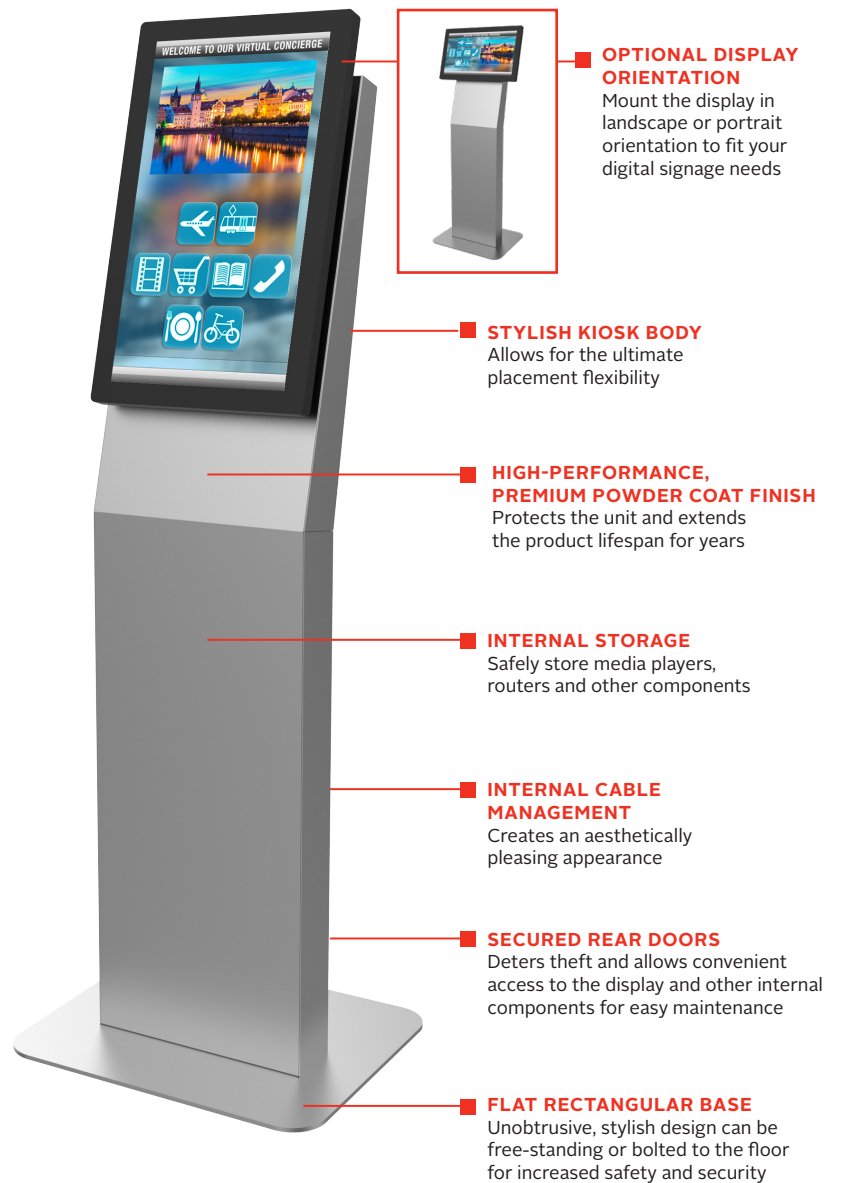 WELCOME TO OUR VIRTUAL CONCIERGE
OPTIONAL DISPLAY
ORIENTATION
Mount the display in
landscape or portrait
orientation to fit your
digital signage needs
STYLISH KIOSK BODY
Allows for the ultimate
placement flexibility
HIGH-PERFORMANCE,
PREMIUM POWDER COAT FINISH
Protects the unit and extends
the product lifespan for years
INTERNAL STORAGE
Safely store media players,
routers and other components
INTERNAL CABLE
MANAGEMENT
Creates an aesthetically
pleasing appearance
SECURED REAR DOORS
Deters theft and allows convenient
access to the display and other internal
components for easy maintenance
FLAT RECTANGULAR BASE
Unobtrusive, stylish design can be
free-standing or bolted to the floor
for increased safety and security